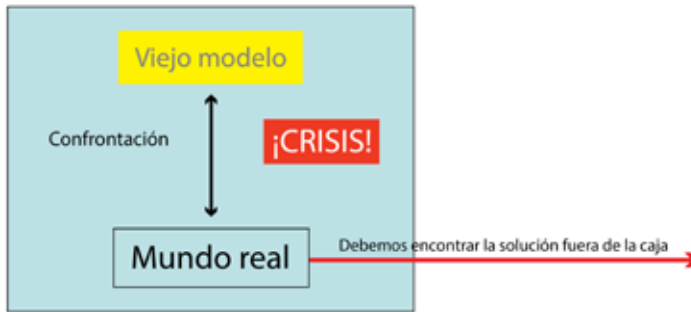 Viejo modelo
Confrontación
¡CRISIS!
Mundo real
Debemos encontrar la solución fuera de la caja